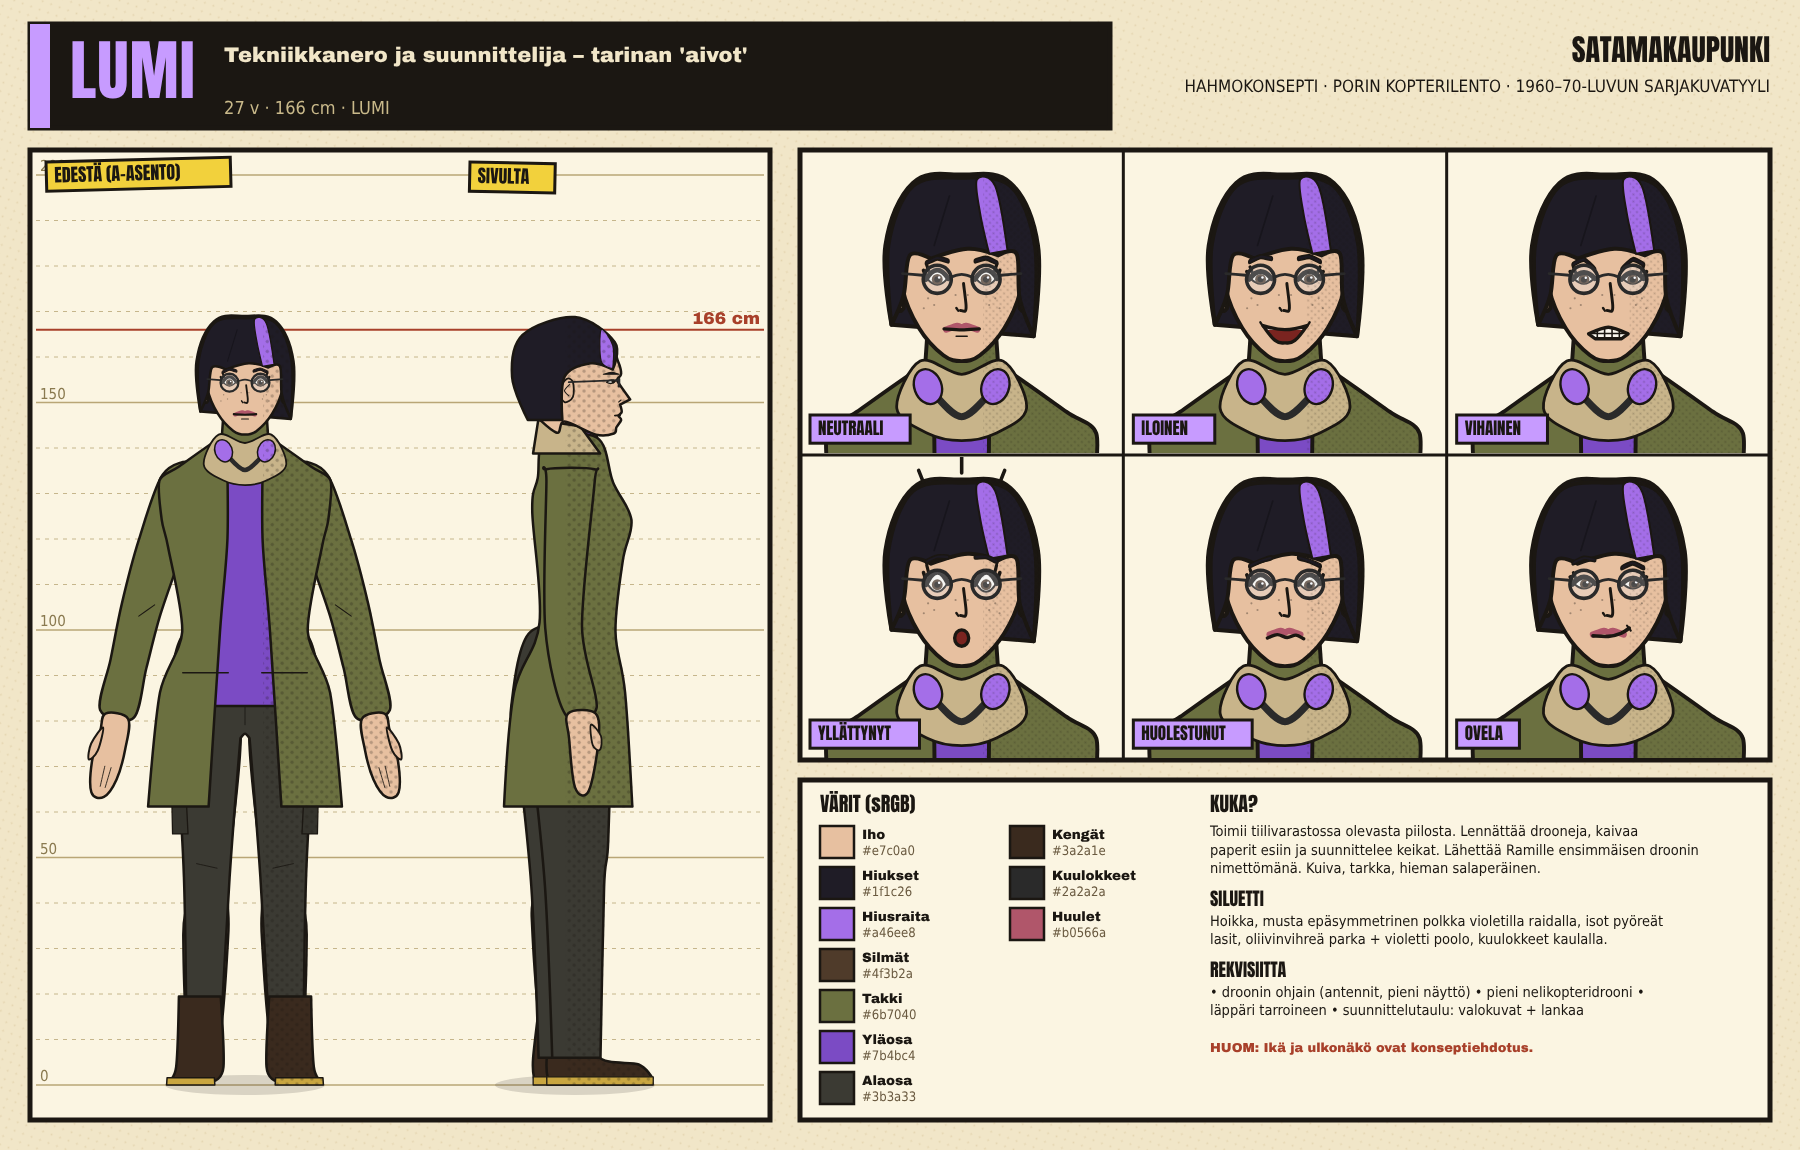 LUMI
Tekniikkanero ja suunnittelija – tarinan 'aivot'
27 v · 166 cm · LUMI
SATAMAKAUPUNKI
HAHMOKONSEPTI · PORIN KOPTERILENTO · 1960–70-LUVUN SARJAKUVATYYLI
EDESTÄ (A-ASENTO)
SIVULTA
166 cm
150
100
50
0
NEUTRAALI
ILOINEN
VIHAINEN
YLLÄTTYNYT
HUOLESTUNUT
OVELA
VÄRIT (sRGB)
Iho
#e7c0a0
Hiukset
#1f1c26
Hiusraita
#a46ee8
Silmät
#4f3b2a
Takki
#6b7040
Yläosa
#7b4bc4
Alaosa
#3b3a33
Kengät
#3a2a1e
Kuulokkeet
#2a2a2a
Huulet
#b0566a
KUKA?
Toimii tiilivarastossa olevasta piilosta. Lennättää drooneja, kaivaa
paperit esiin ja suunnittelee keikat. Lähettää Ramille ensimmäisen droonin
nimettömänä. Kuiva, tarkka, hieman salaperäinen.
SILUETTI
Hoikka, musta epäsymmetrinen polkka violetilla raidalla, isot pyöreät
lasit, oliivinvihreä parka + violetti poolo, kuulokkeet kaulalla.
REKVISIITTA
• droonin ohjain (antennit, pieni näyttö) • pieni nelikopteridrooni •
läppäri tarroineen • suunnittelutaulu: valokuvat + lankaa
HUOM: Ikä ja ulkonäkö ovat konseptiehdotus.